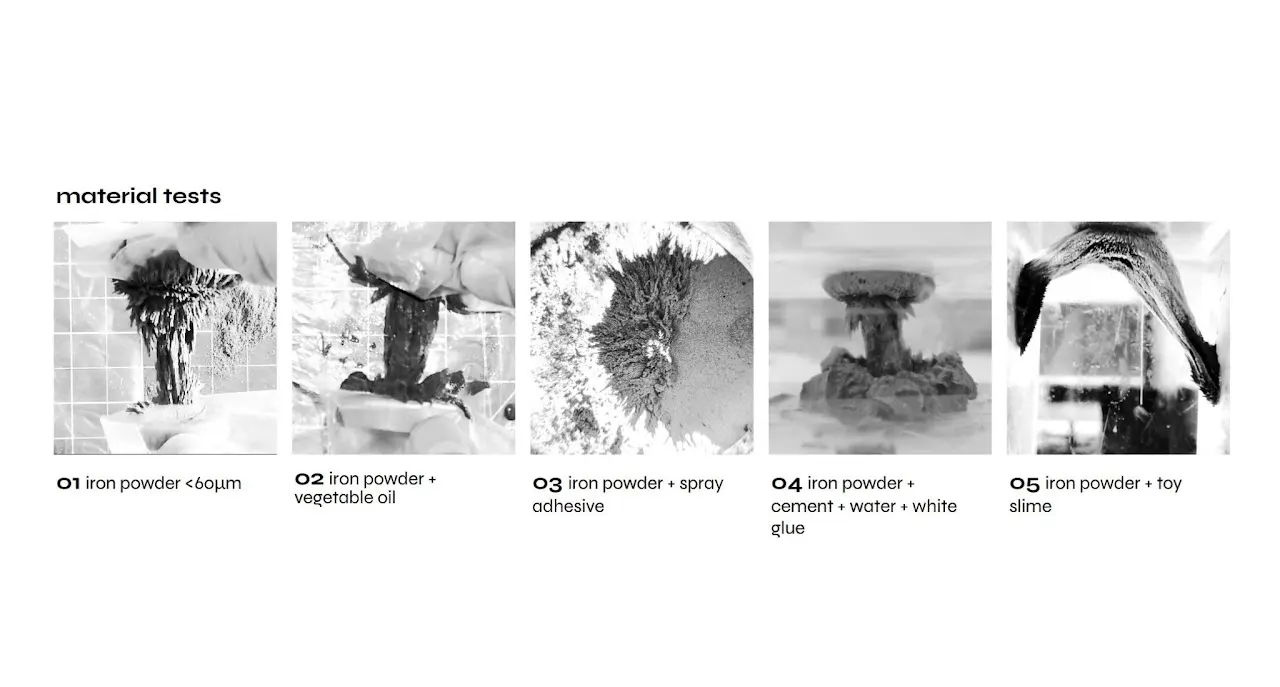 material tests
01 iron powder <60µm
02 iron powder +
vegetable oil
03 iron powder + spray
adhesive
04 iron powder +
cement + water + white
glue
05 iron powder + toy
slime